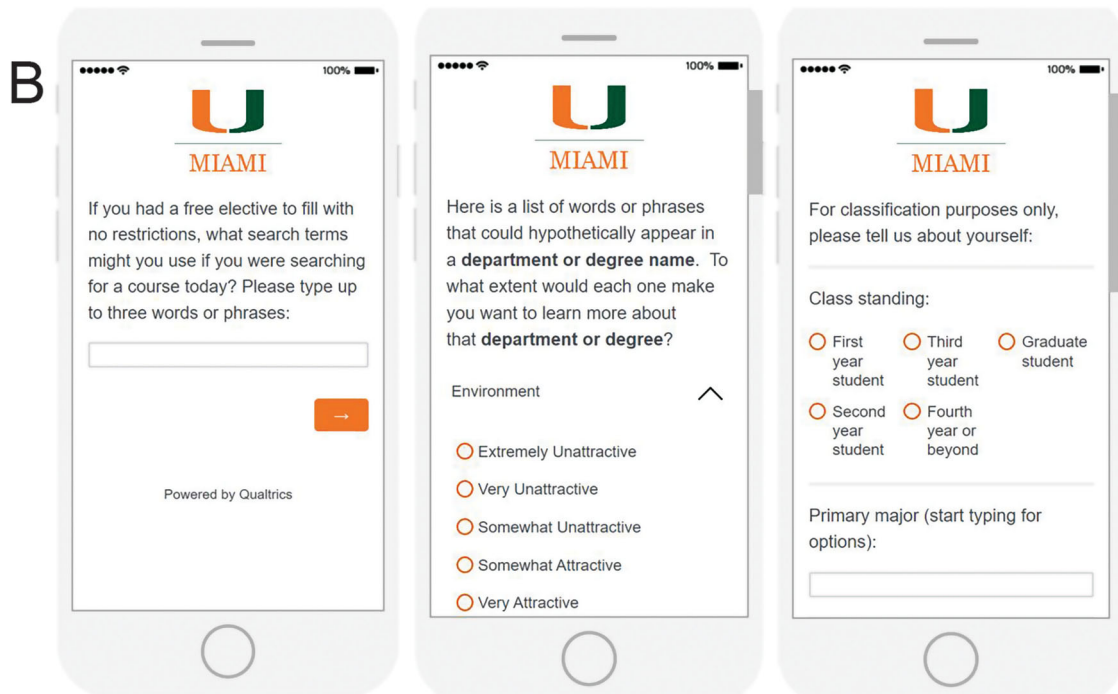 B
100%
U
MIAMI
If you had a free elective to fill with
no restrictions, what search terms
might you use if you were searching
for a course today? Please type up
to three words or phrases:
→
Powered by Qualtrics
100%
U
MIAMI
Here is a list of words or phrases
that could hypothetically appear in
a department or degree name. To
what extent would each one make
you want to learn more about
that department or degree?
Environment
Extremely Unattractive
Very Unattractive
Somewhat Unattractive
Somewhat Attractive
Very Attractive
100%
U
MIAMI
For classification purposes only,
please tell us about yourself:
Class standing:
First
year
student
Third
year
student
Graduate
student
Second
year
student
Fourth
year or
beyond
Primary major (start typing for
options):